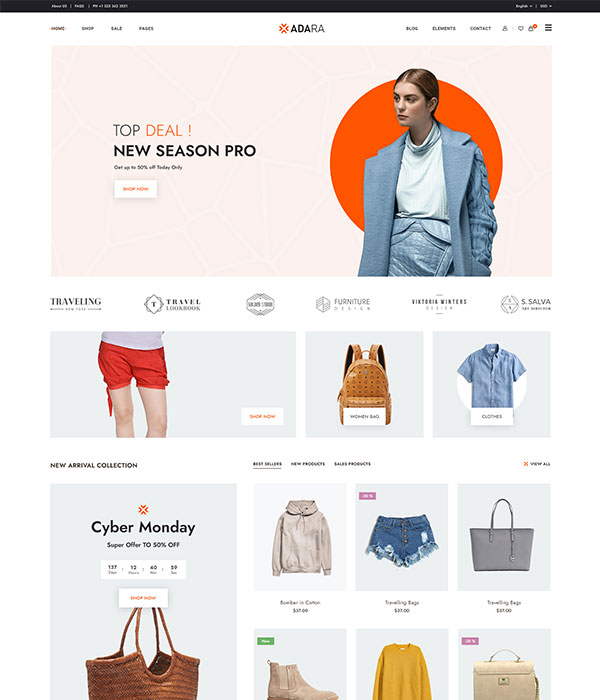 About US | FAQS | PH +1 223 362 3321
English
USD
HOME
SHOP
SALE
PAGES
ADARA
BLOG
ELEMENTS
CONTACT
TOP DEAL !
NEW SEASON PRO
Get up to 50% off Today Only
SHOP NOW
TRAVELING
NEW YORK
T
TRAVEL
LOOKBOOK
GOLDEN STUDIO
FURNITURE
DESIGN
VIKTORIA WINTERS
DESIGN
S. SALVA
ART DIRECTOR
SHOP NOW
WOMEN BAG
CLOTHES
NEW ARRIVAL COLLECTION
BEST SELLERS
NEW PRODUCTS
SALES PRODUCTS
VIEW ALL
Cyber Monday
Super Offer TO 50% OFF
137 : 12 : 40 : 59
Days Hours Min Sec
SHOP NOW
Bomber in Cotton
$37.00
-20 %
Travelling Bags
$37.00
Travelling Bags
$37.00
New
-20 %